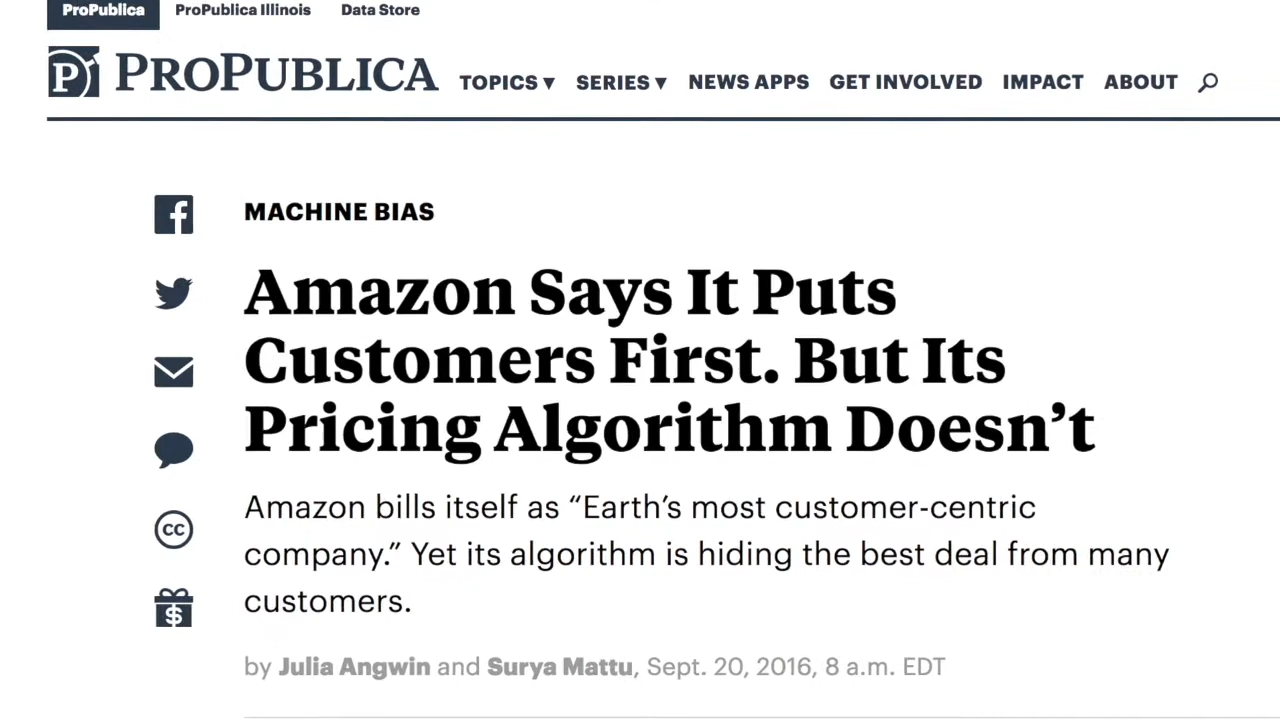 ProPublica ProPublica Illinois Data Store
P PROPUBLICA TOPICS ▼ SERIES ▼ NEWS APPS GET INVOLVED IMPACT ABOUT
MACHINE BIAS
Amazon Says It Puts
Customers First. But Its
Pricing Algorithm Doesn’t
Amazon bills itself as “Earth’s most customer-centric
company.” Yet its algorithm is hiding the best deal from many
customers.
by Julia Angwin and Surya Mattu, Sept. 20, 2016, 8 a.m. EDT
f
cc
$